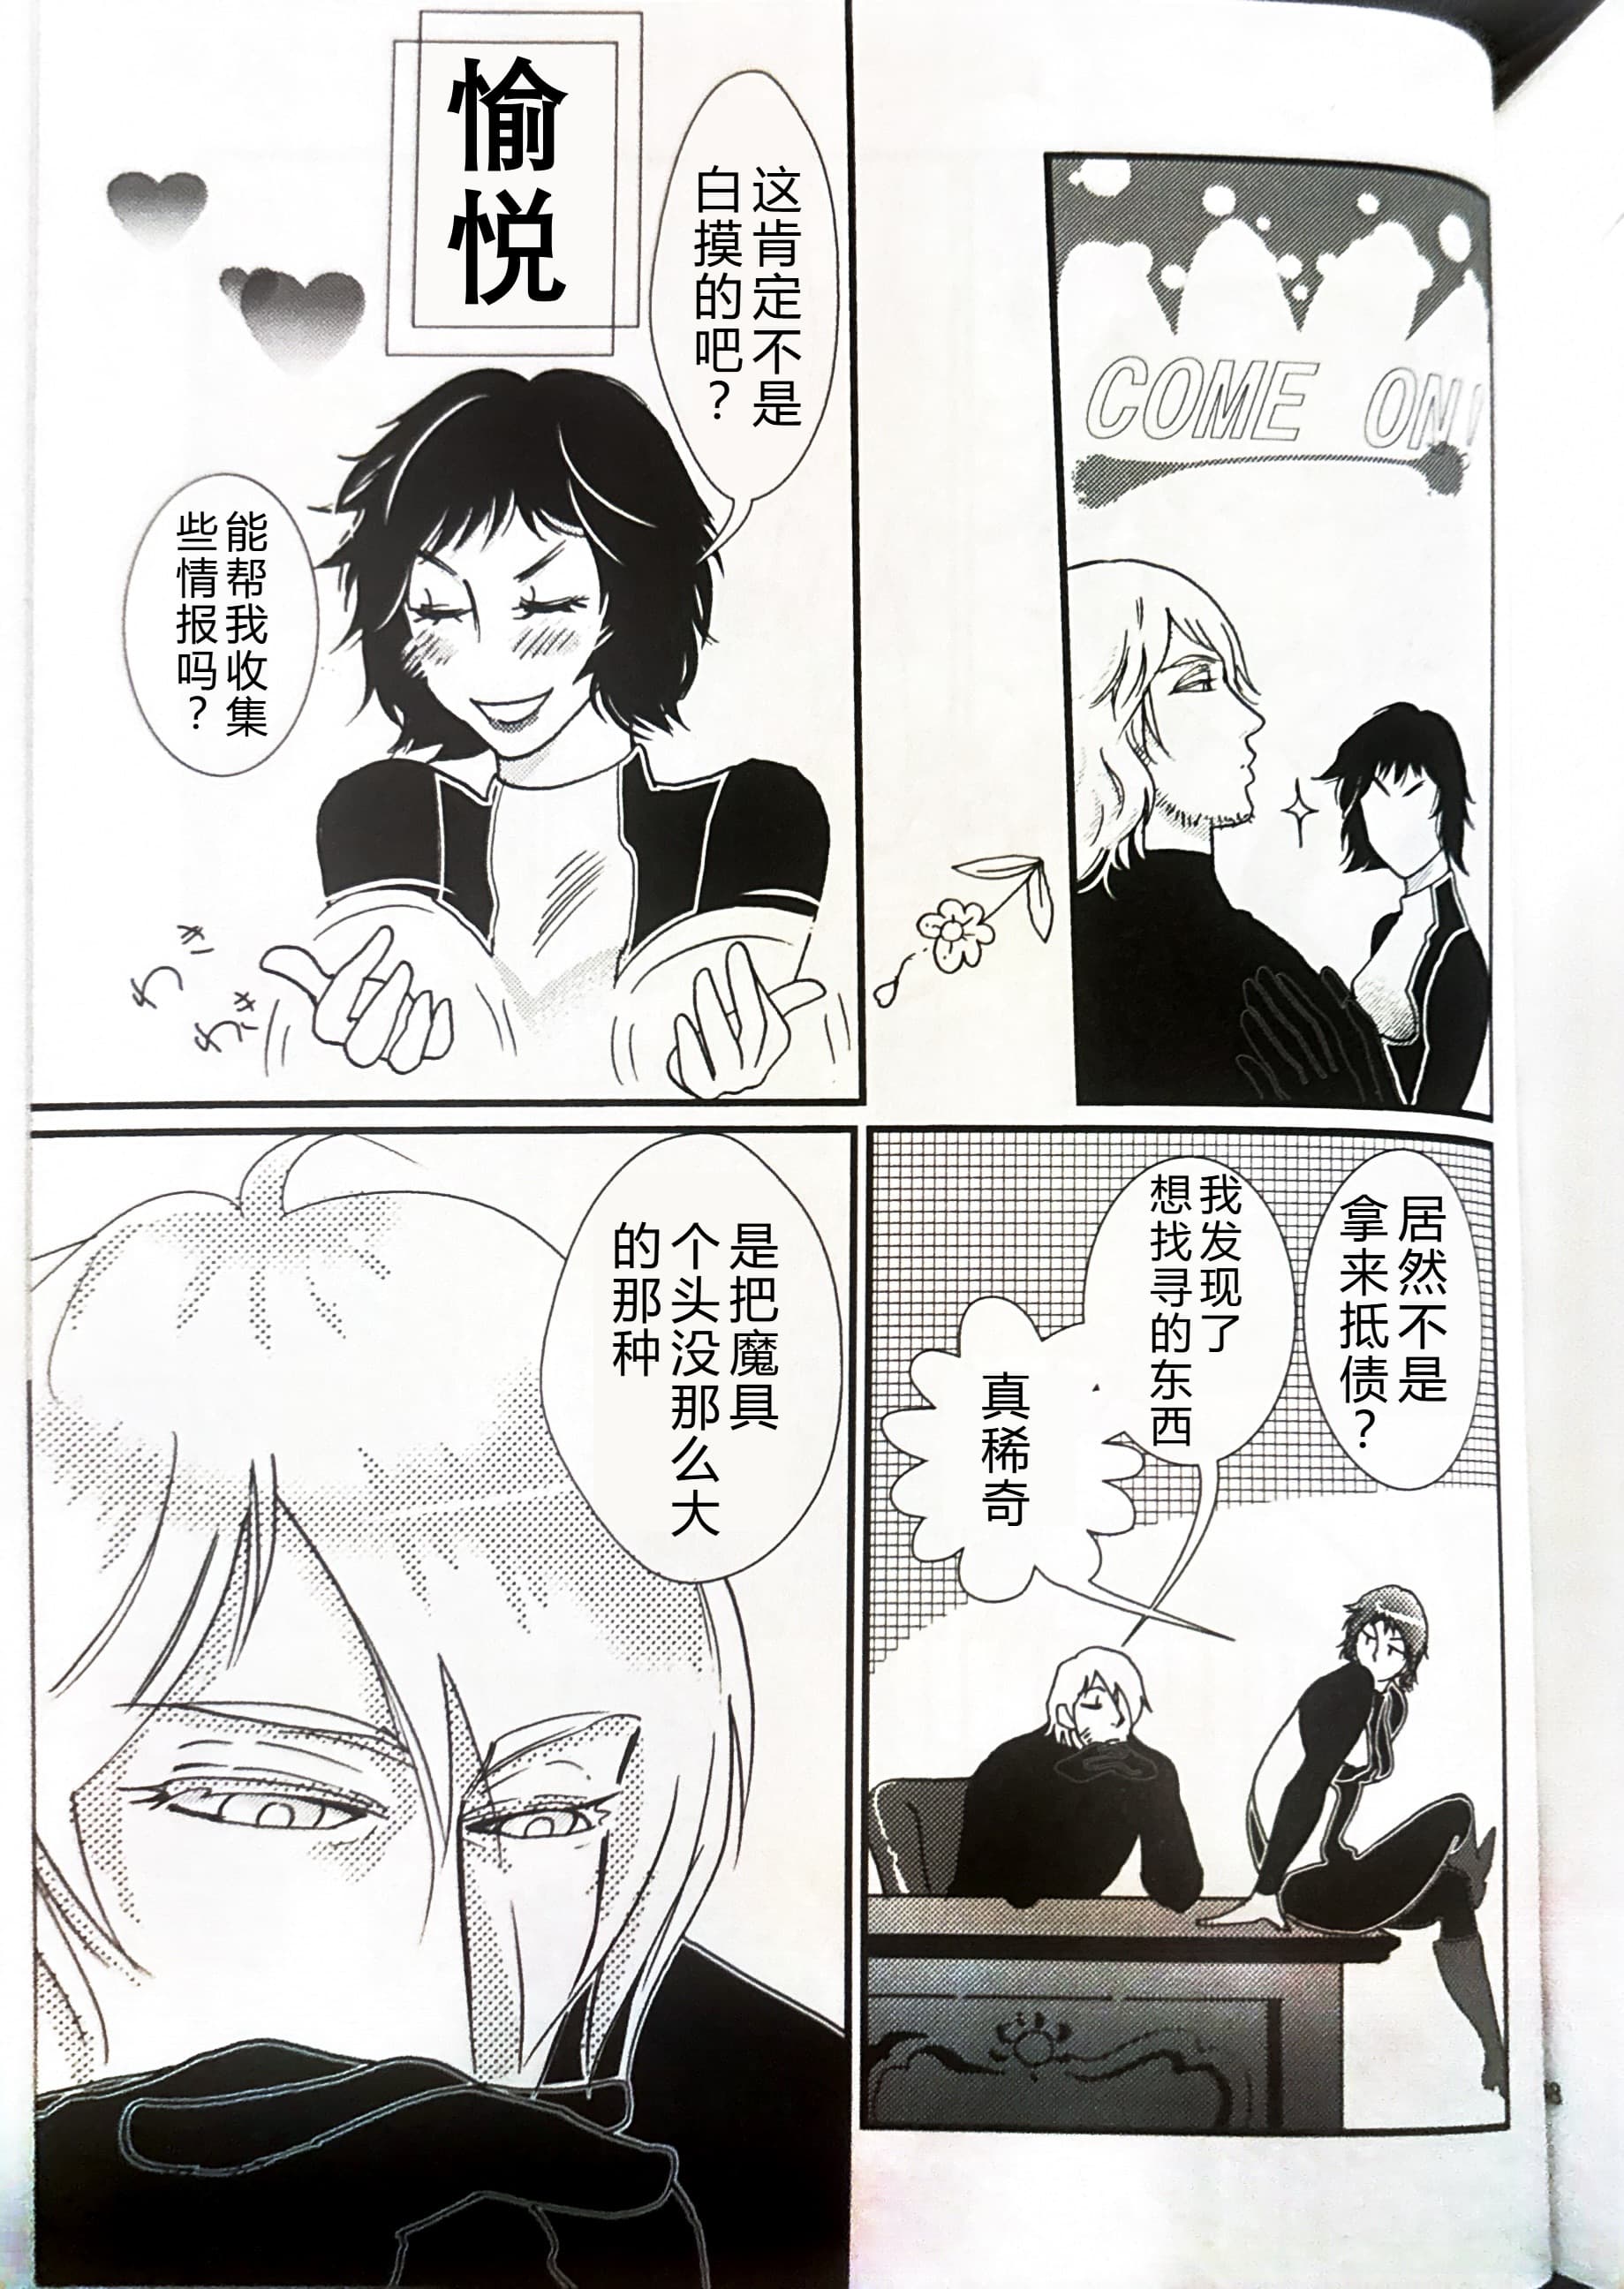 COME ON!
这肯定不是
白摸的吧？
愉悦
能帮我收集
些情报吗？
わき
わき
居然不是
拿来抵债？
我发现了
想找寻的东西
真稀奇
是把魔具
个头没那么大
的那种